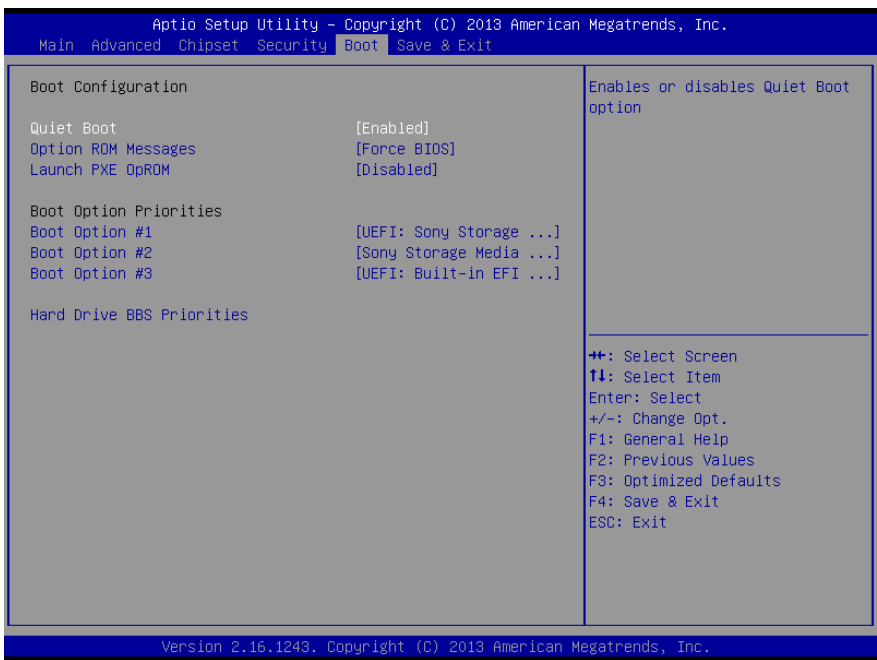 Aptio Setup Utility – Copyright (C) 2013 American Megatrends, Inc.
Main Advanced Chipset Security Boot Save & Exit
Boot Configuration
Quiet Boot [Enabled]
Option ROM Messages [Force BIOS]
Launch PXE OpROM [Disabled]
Boot Option Priorities
Boot Option #1 [UEFI: Sony Storage ...]
Boot Option #2 [Sony Storage Media ...]
Boot Option #3 [UEFI: Built-in EFI ...]
Hard Drive BBS Priorities
Enables or disables Quiet Boot
option
→←: Select Screen
↑↓: Select Item
Enter: Select
+/-: Change Opt.
F1: General Help
F2: Previous Values
F3: Optimized Defaults
F4: Save & Exit
ESC: Exit
Version 2.16.1243. Copyright (C) 2013 American Megatrends, Inc.